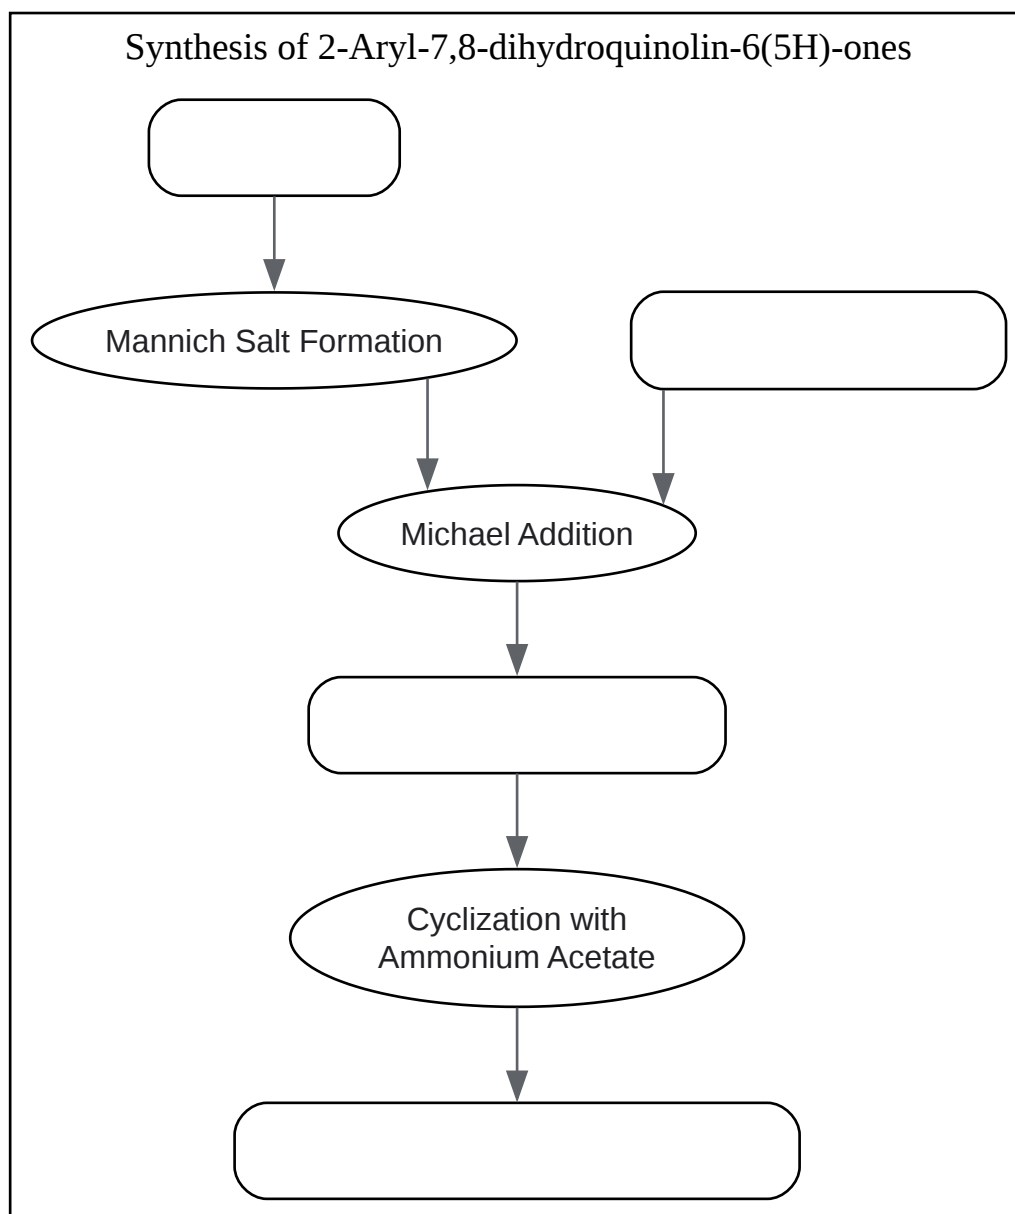 Synthesis of 2-Aryl-7,8-dihydroquinolin-6(5H)-ones
Mannich Salt Formation
Michael Addition
Cyclization with
Ammonium Acetate